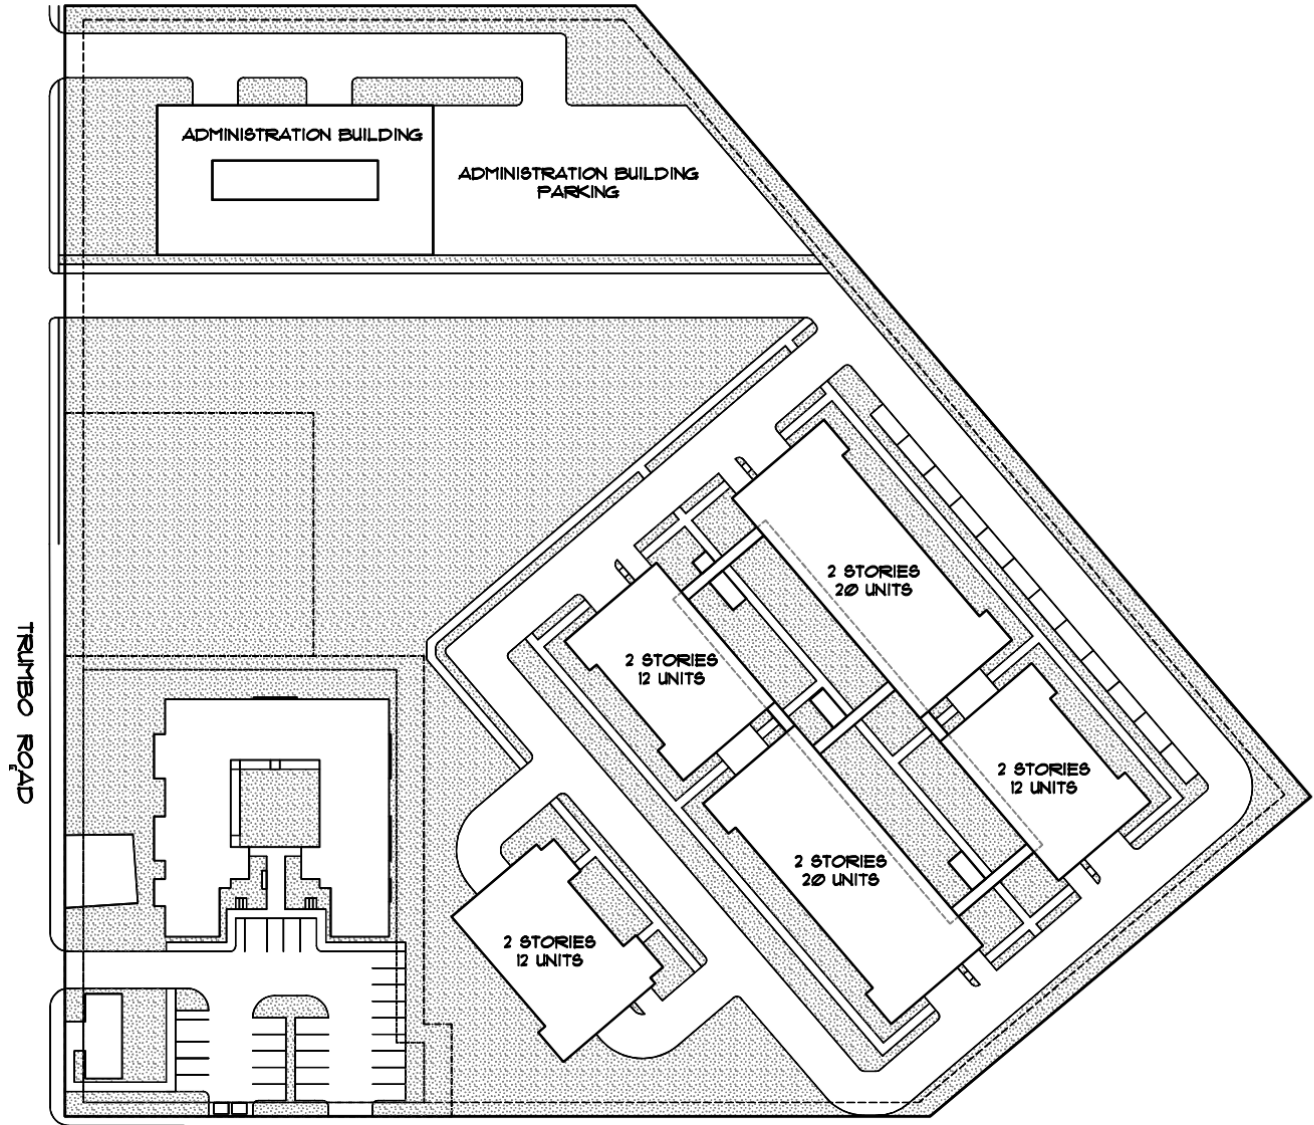 ADMINISTRATION BUILDING
ADMINISTRATION BUILDING
PARKING
2 STORIES
20 UNITS
2 STORIES
12 UNITS
2 STORIES
12 UNITS
2 STORIES
20 UNITS
2 STORIES
12 UNITS
TRUMBO ROAD
E